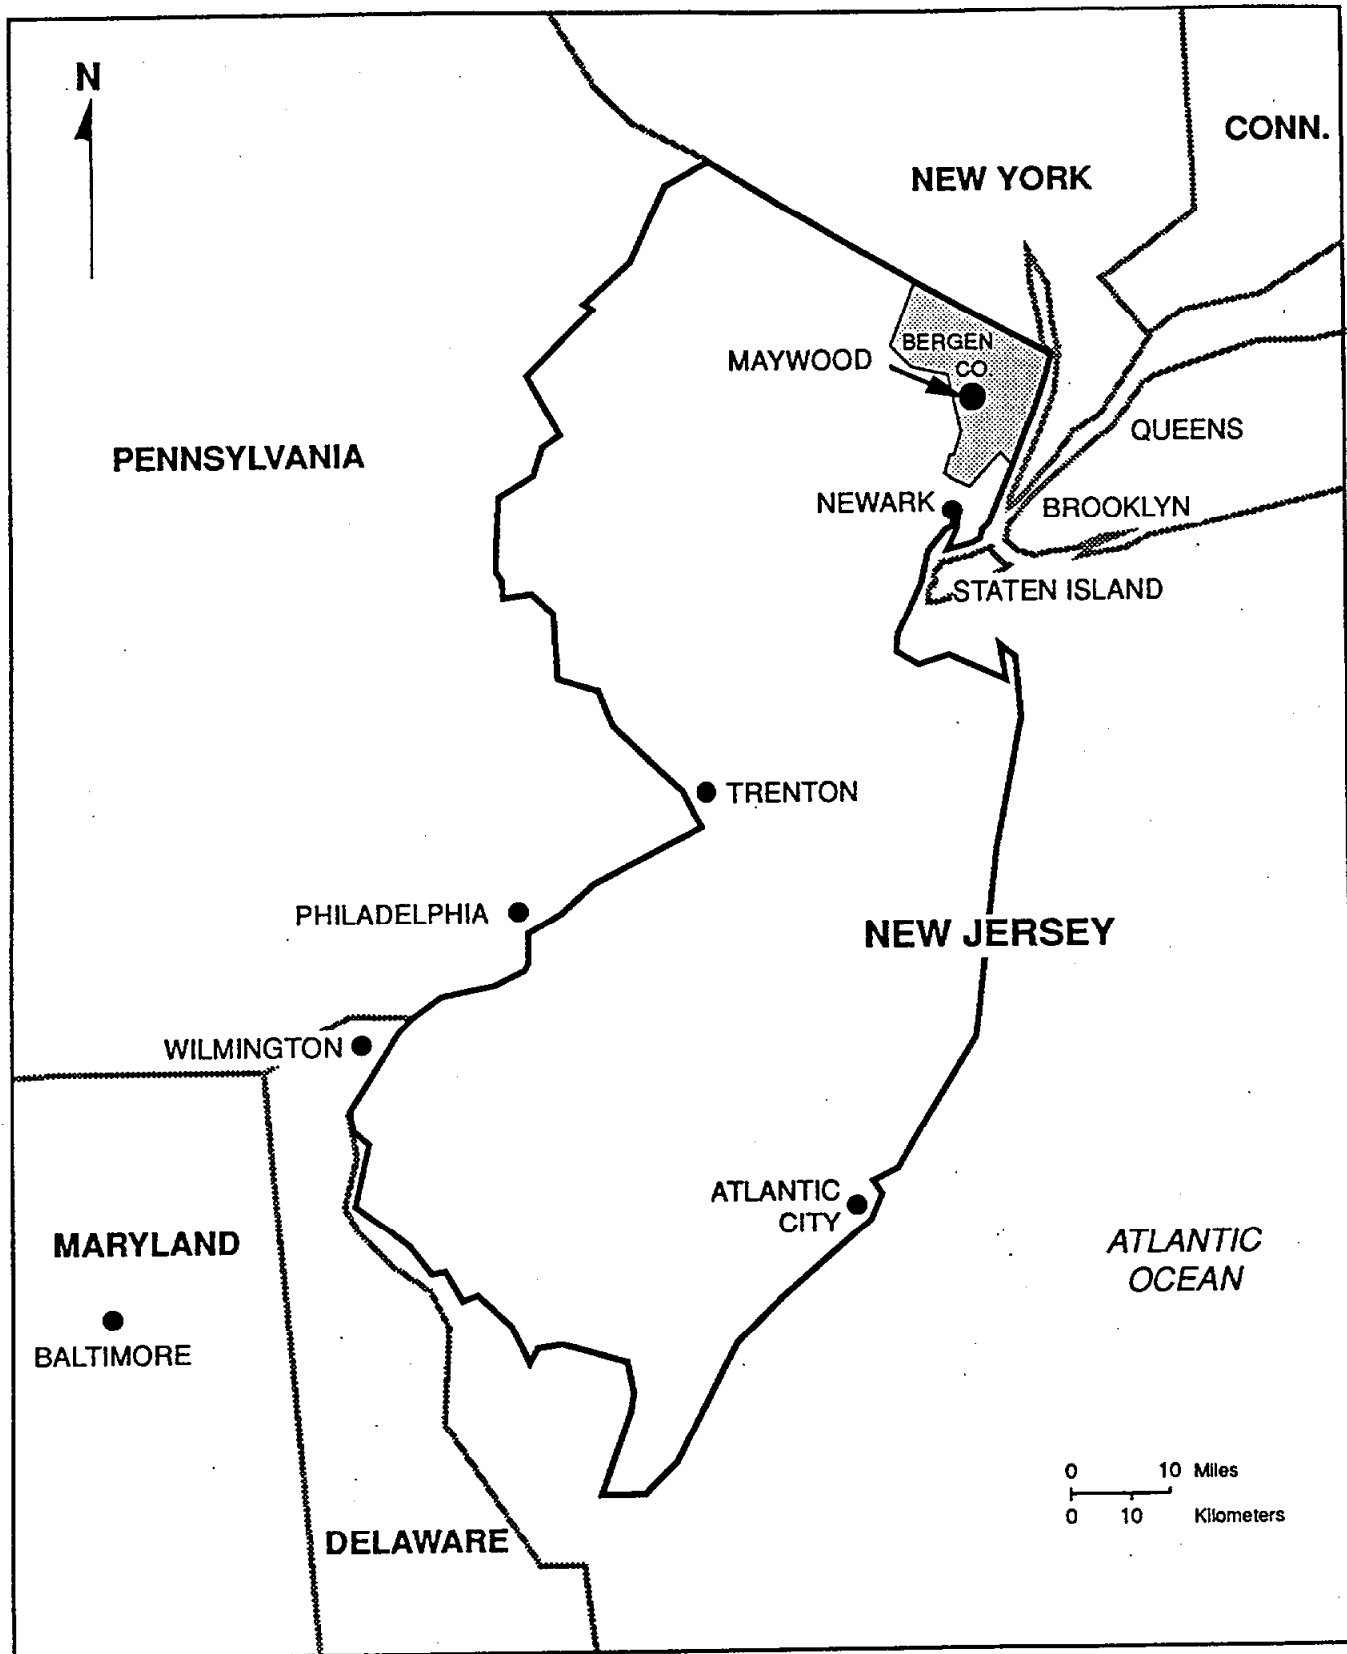 N
CONN.
NEW YORK
BERGEN
CO
MAYWOOD
QUEENS
PENNSYLVANIA
NEWARK
BROOKLYN
STATEN ISLAND
TRENTON
PHILADELPHIA
NEW JERSEY
WILMINGTON
ATLANTIC
CITY
MARYLAND
ATLANTIC
OCEAN
BALTIMORE
0 10 Miles
0 10 Kilometers
DELAWARE